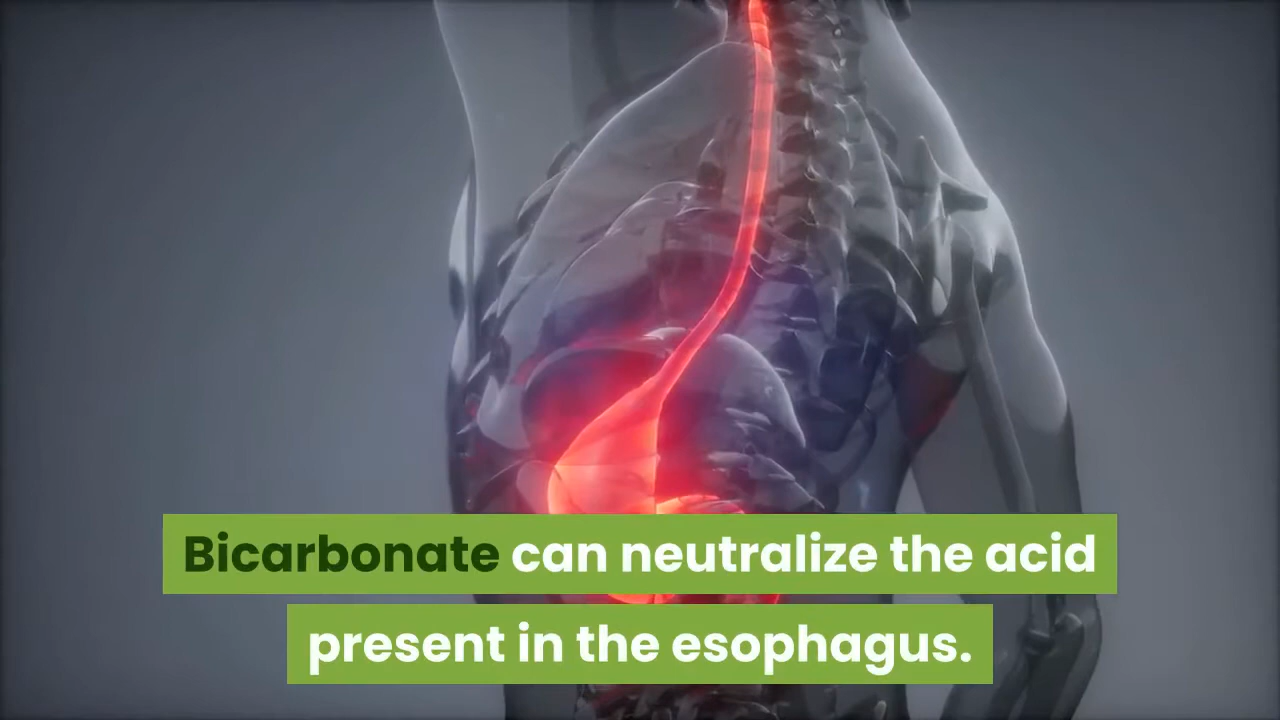 Bicarbonate can neutralize the acid
present in the esophagus.